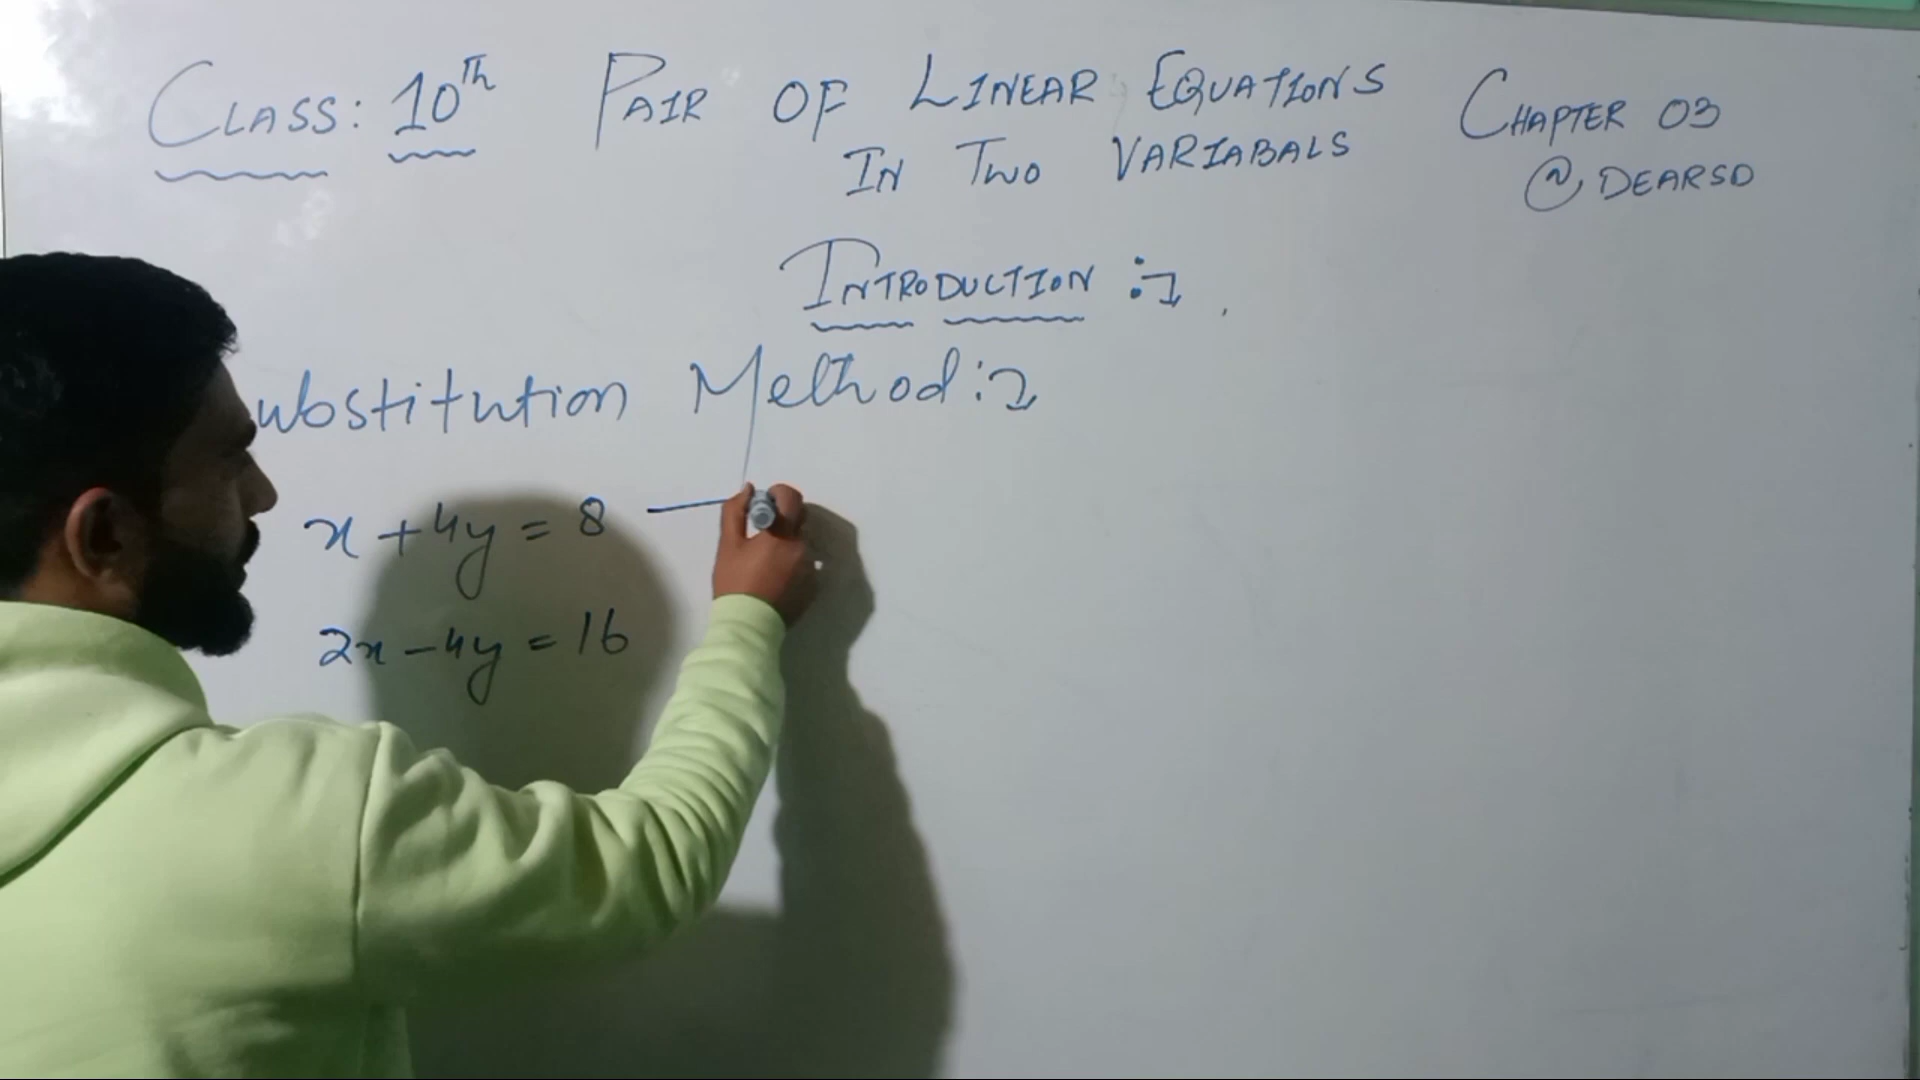 CLASS: 10Th PAIR OF LINEAR EQUATIONS CHAPTER 03
IN TWO VARIABALS @DEARSD
INTRODUCTION :-
ubstitution Method:-
x + 4y = 8 —
2x - 4y = 16